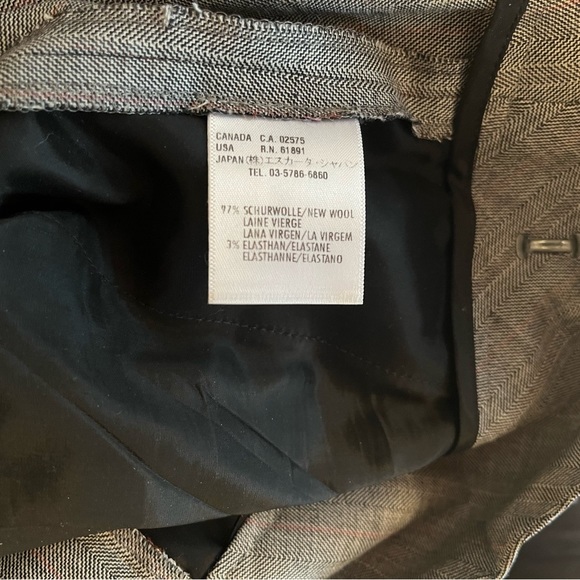 CANADA C.A. 02575
USA R.N. 61891
JAPAN (株)エスカーダ・ジャパン
TEL. 03-5786-6860
97% SCHURWOLLE/NEW WOOL
LAINE VIERGE
LANA VIRGEN/LA VIRGEM
3% ELASTHAN/ELASTANE
ELASTHANNE/ELASTANO